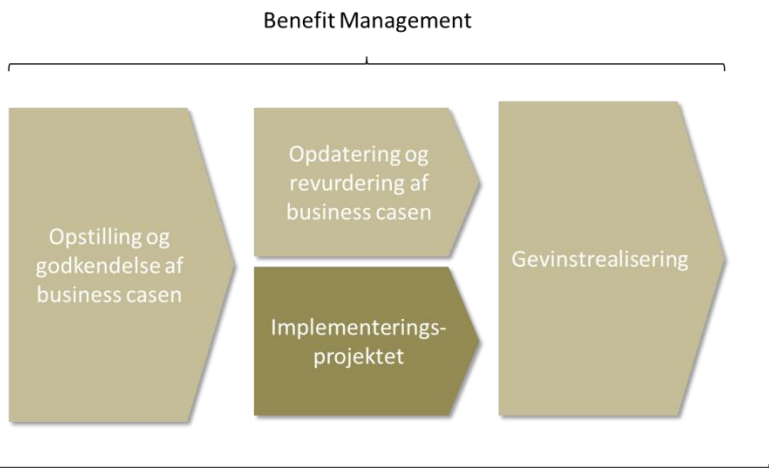 Benefit Management
Opstilling og
godkendelse af
business casen
Opdatering og
revurdering af
business casen
Implementerings-
projektet
Gevinstrealisering